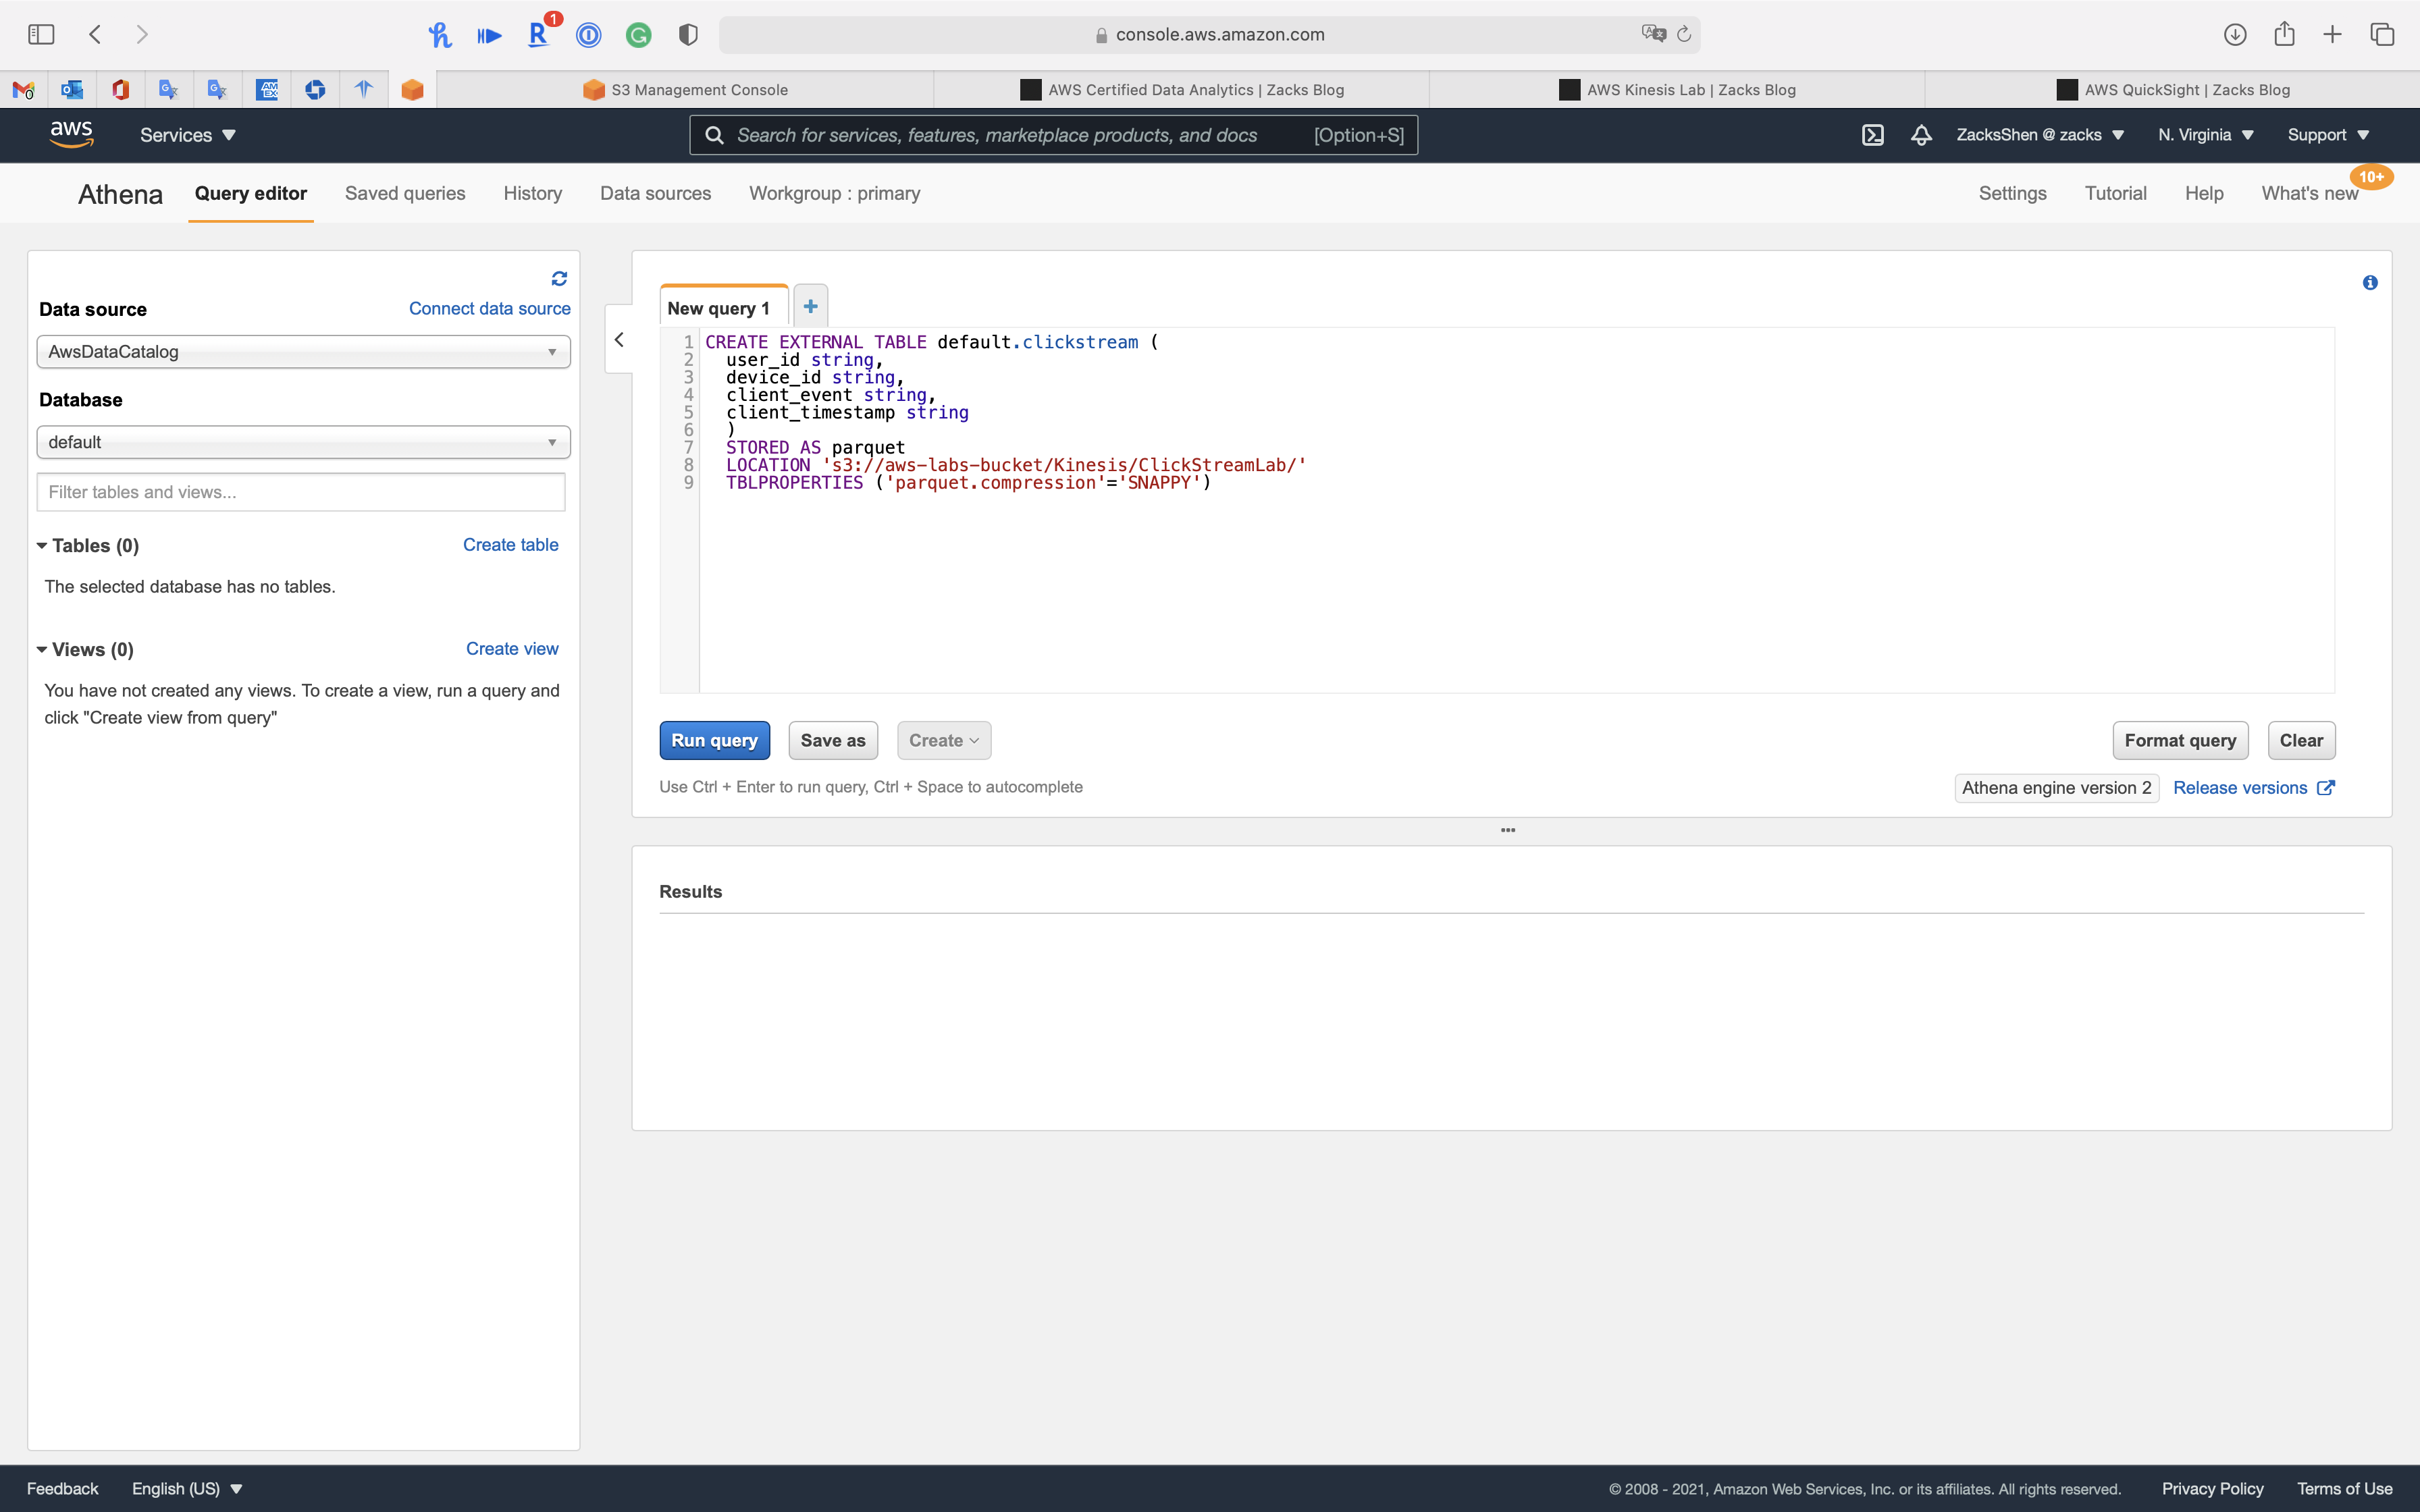 1
console.aws.amazon.com
S3 Management Console
AWS Certified Data Analytics | Zacks Blog
AWS Kinesis Lab | Zacks Blog
AWS QuickSight | Zacks Blog
aws
Services
Search for services, features, marketplace products, and docs [Option+S]
ZacksShen @ zacks
N. Virginia
Support
Athena
Query editor
Saved queries
History
Data sources
Workgroup : primary
Settings
Tutorial
Help
What's new
10+
Data source
Connect data source
AwsDataCatalog
Database
default
Filter tables and views...
Tables (0)
Create table
The selected database has no tables.
Views (0)
Create view
You have not created any views. To create a view, run a query and
click "Create view from query"
New query 1
+
1 CREATE EXTERNAL TABLE default.clickstream (
2 user_id string,
3 device_id string,
4 client_event string,
5 client_timestamp string
6 )
7 STORED AS parquet
8 LOCATION 's3://aws-labs-bucket/Kinesis/ClickStreamLab/'
9 TBLPROPERTIES ('parquet.compression'='SNAPPY')
Run query
Save as
Create
Format query
Clear
Use Ctrl + Enter to run query, Ctrl + Space to autocomplete
Athena engine version 2
Release versions
Results
Feedback
English (US)
© 2008 - 2021, Amazon Web Services, Inc. or its affiliates. All rights reserved.
Privacy Policy
Terms of Use